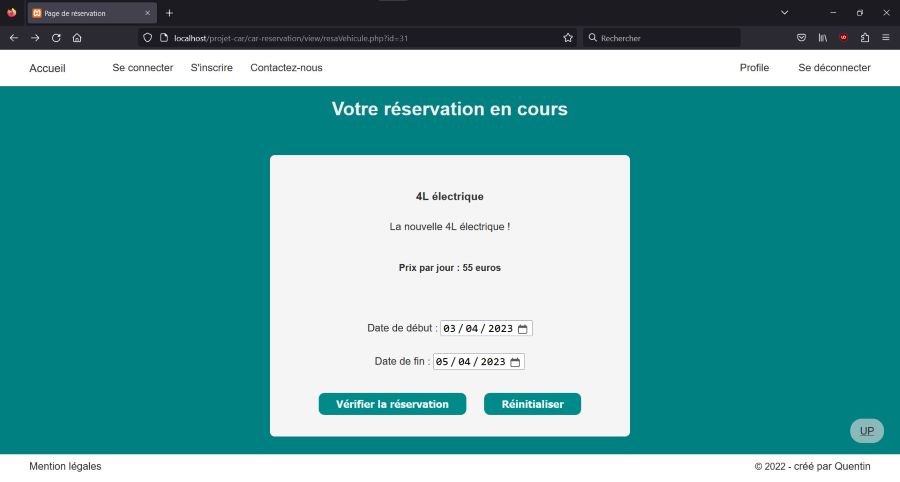 Page de réservation
localhost/projet-car/car-reservation/view/resaVehicule.php?id=31
Rechercher
Accueil Se connecter S'inscrire Contactez-nous Profile Se déconnecter
Votre réservation en cours
4L électrique
La nouvelle 4L électrique !
Prix par jour : 55 euros
Date de début : 03/04/2023
Date de fin : 05/04/2023
Vérifier la réservation Réinitialiser
UP
Mention légales © 2022 - créé par Quentin